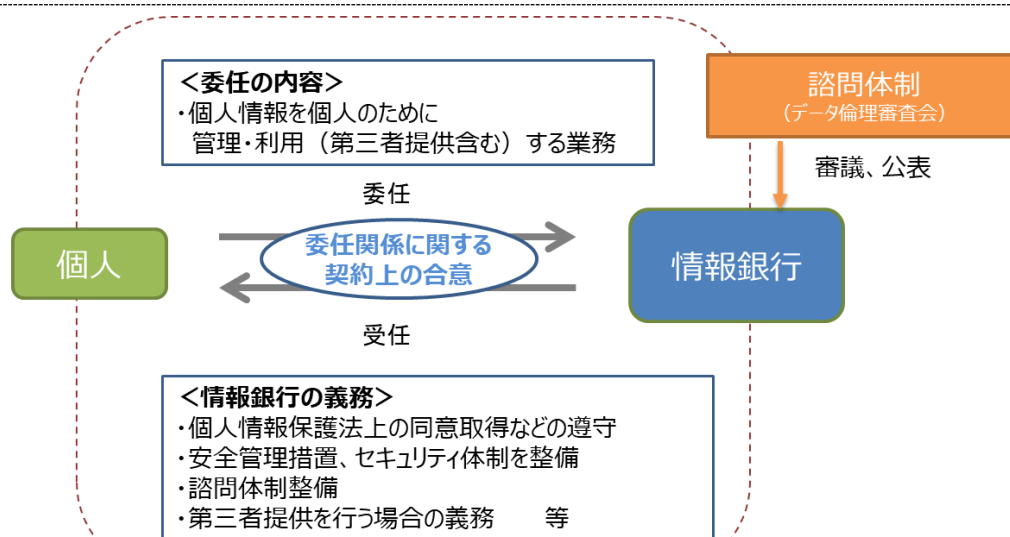 <委任の内容>
・個人情報を個人のために
管理・利用（第三者提供含む）する業務
諮問体制
(データ倫理審査会)
審議、公表
委任
個人
委任関係に関する
契約上の合意
情報銀行
受任
<情報銀行の義務>
・個人情報保護法上の同意取得などの遵守
・安全管理措置、セキュリティ体制を整備
・諮問体制整備
・第三者提供を行う場合の義務　　等